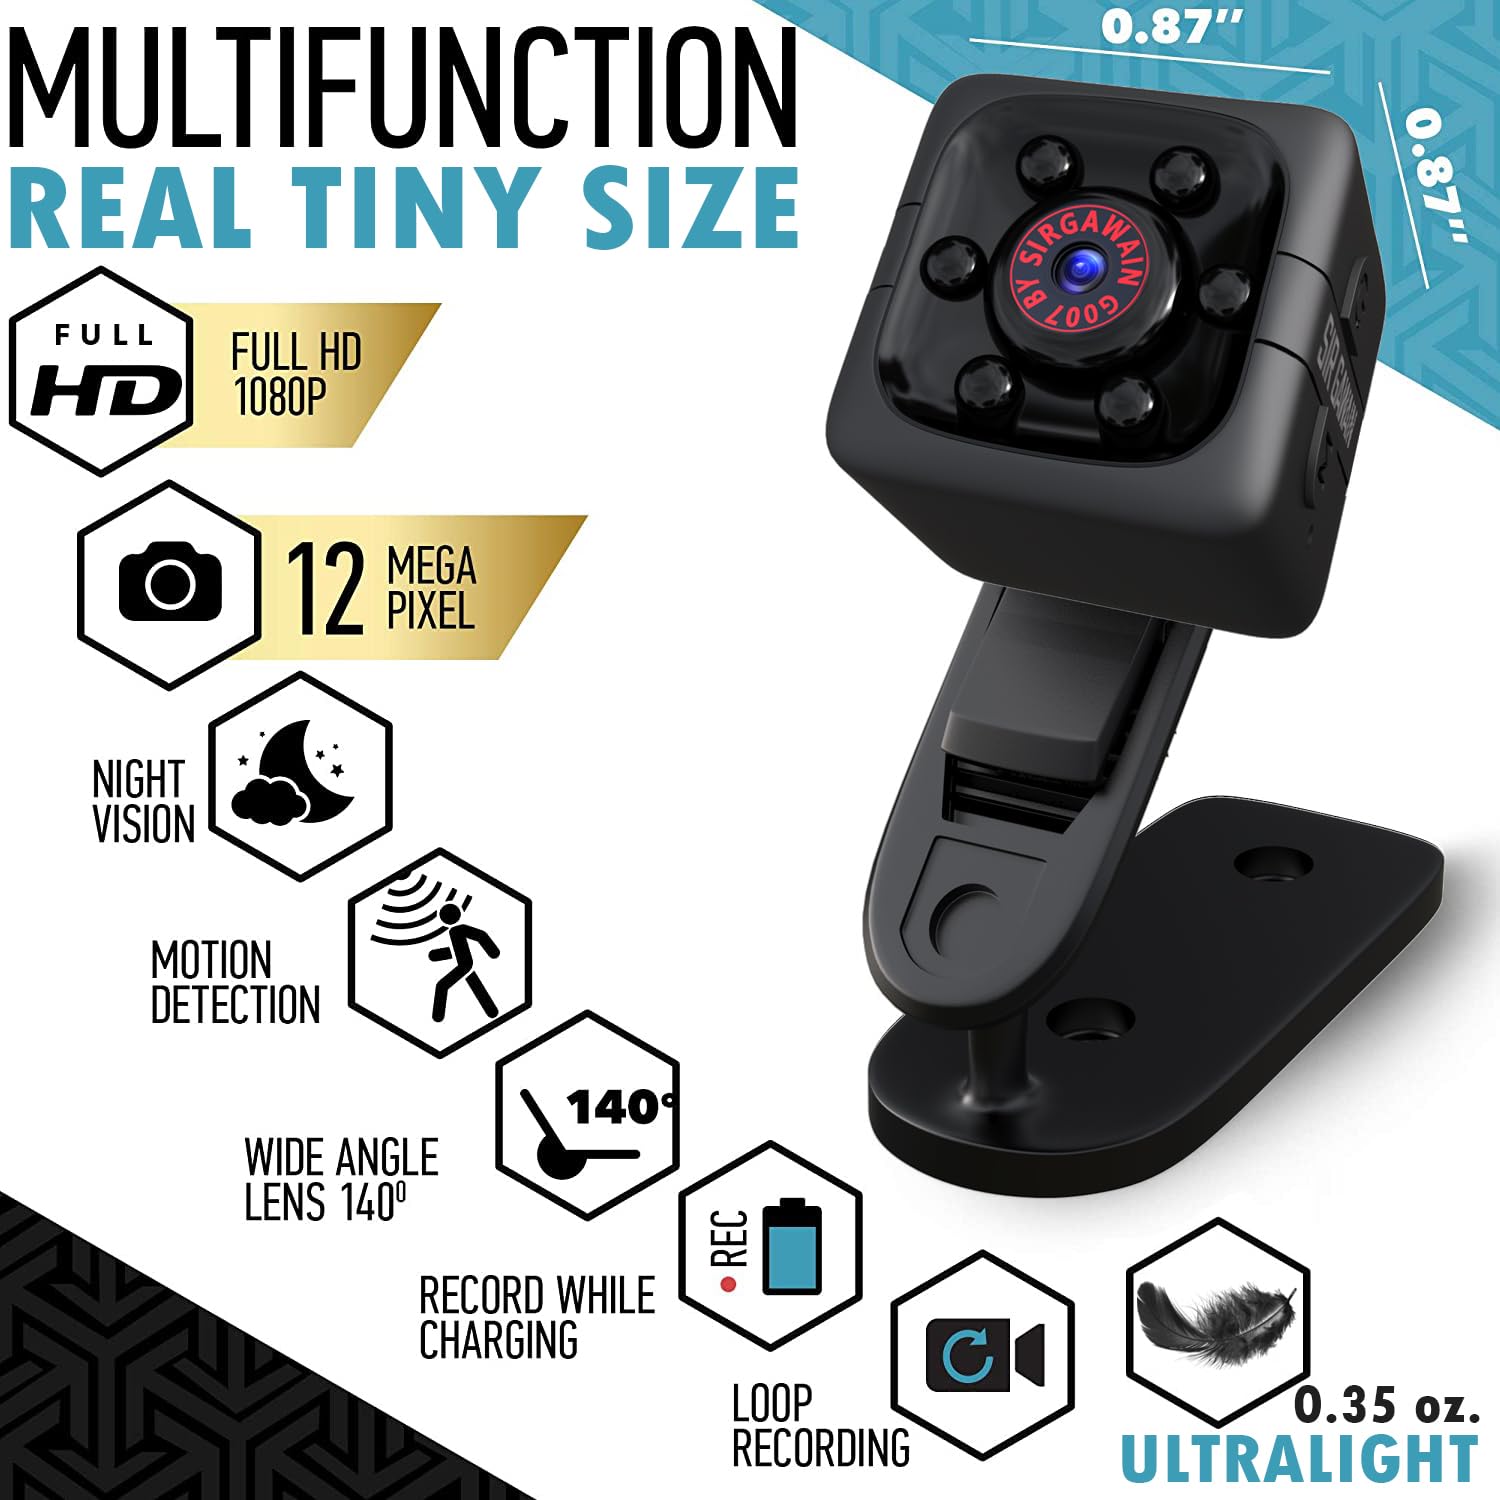 MULTIFUNCTION
REAL TINY SIZE
0.87"
0.87"
FULL
HD
FULL HD
1080P
SIRGAWAIN G007 BY
SIRGAWAIN
12
MEGA
PIXEL
NIGHT
VISION
MOTION
DETECTION
140°
WIDE ANGLE
LENS 140⁰
REC
RECORD WHILE
CHARGING
LOOP
RECORDING
0.35 oz.
ULTRALIGHT